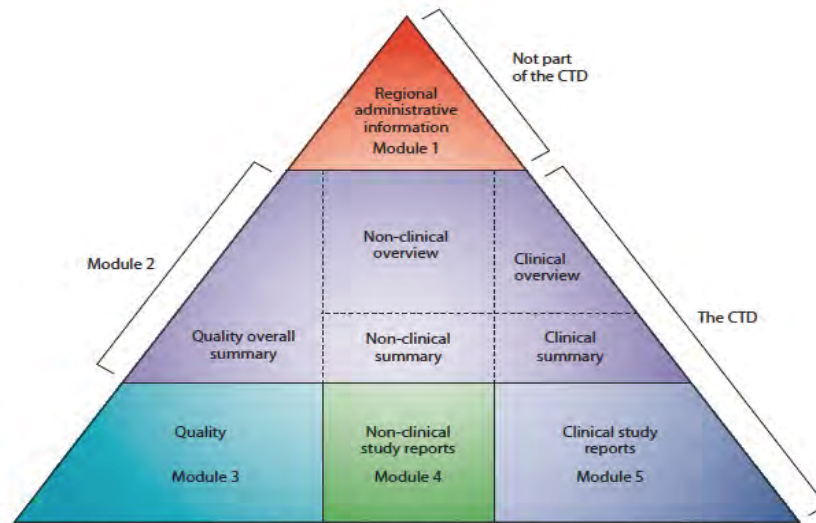 Not part
of the CTD
Regional
administrative
information
Module 1
Module 2
Non-clinical
overview
Clinical
overview
The CTD
Quality overall
summary
Non-clinical
summary
Clinical
summary
Quality
Module 3
Non-clinical
study reports
Module 4
Clinical study
reports
Module 5